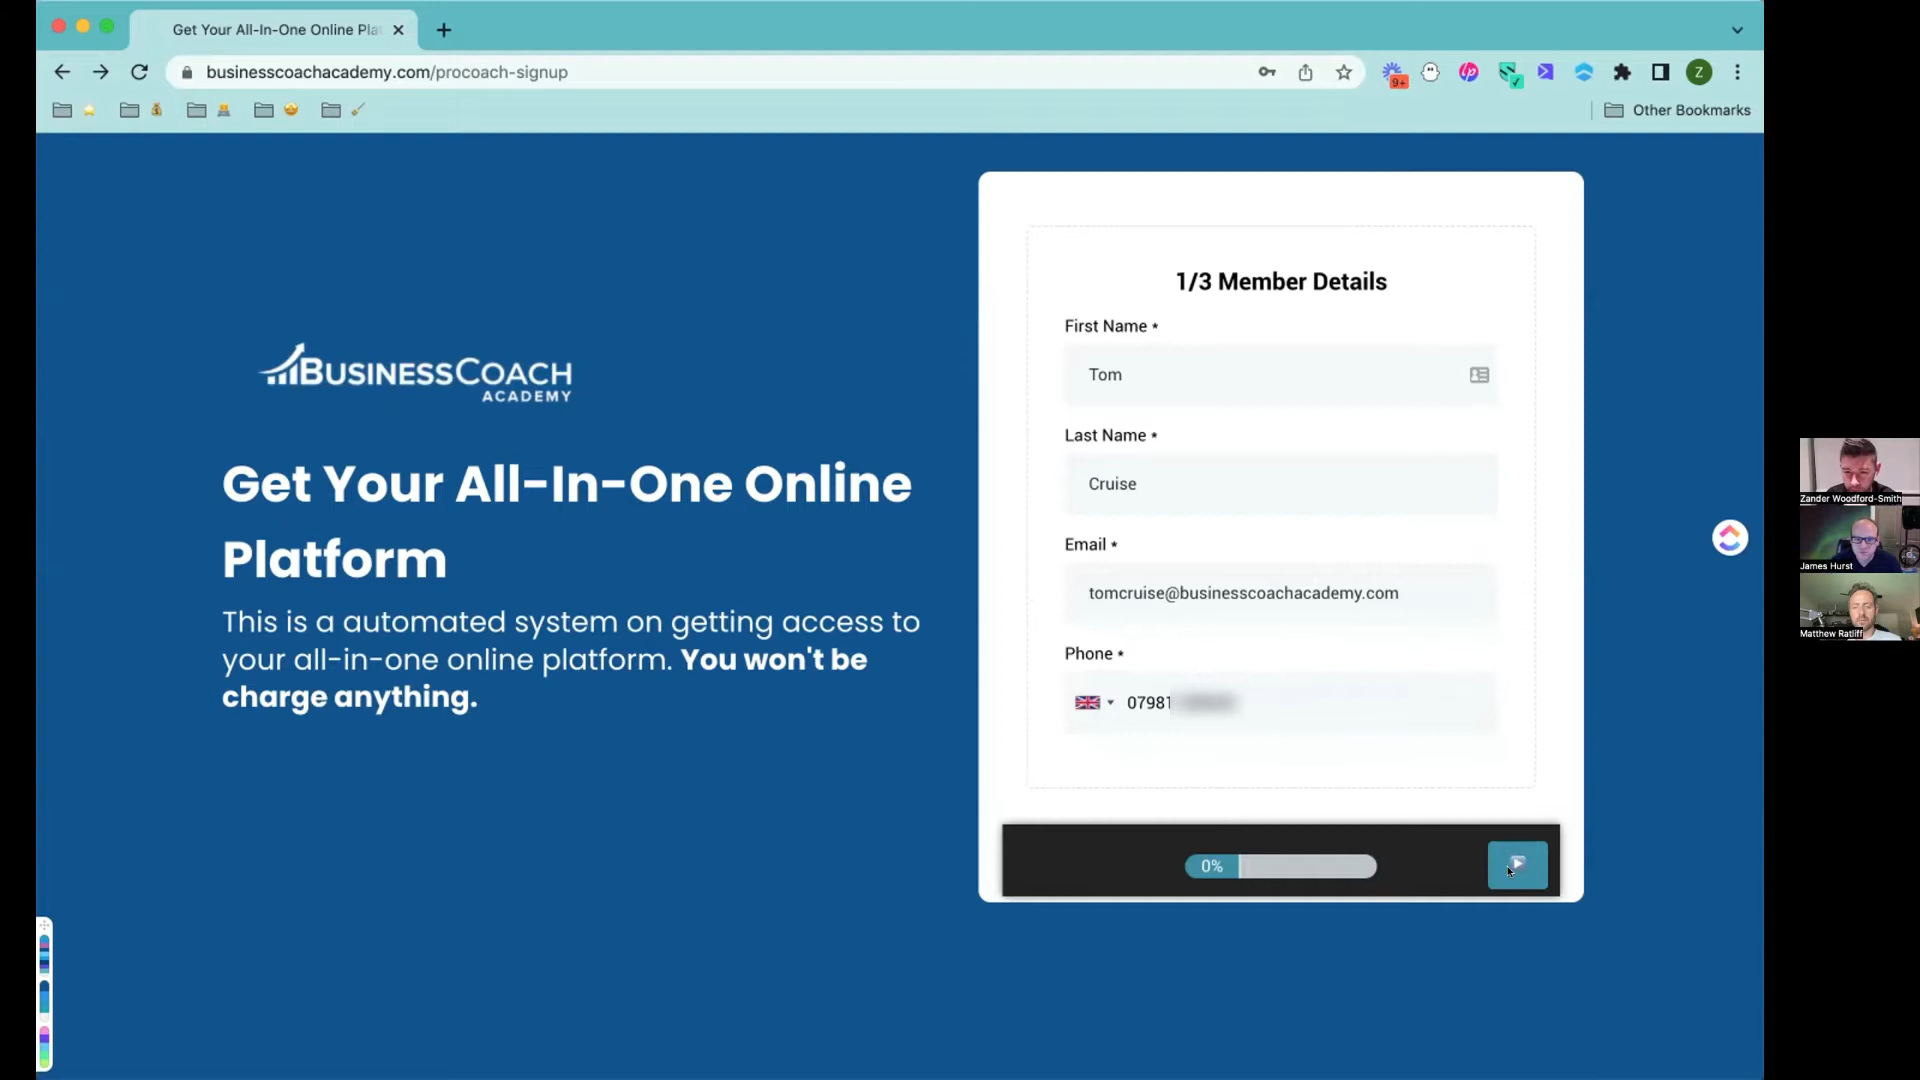 Get Your All-In-One Online Pla
businesscoachacademy.com/procoach-signup
9+
Z
Other Bookmarks
BUSINESSCOACH
ACADEMY
Get Your All-In-One Online
Platform
This is a automated system on getting access to
your all-in-one online platform. You won't be
charge anything.
1/3 Member Details
First Name *
Tom
Last Name *
Cruise
Email *
tomcruise@businesscoachacademy.com
Phone *
07981
0%
Zander Woodford-Smith
James Hurst
Matthew Ratliff